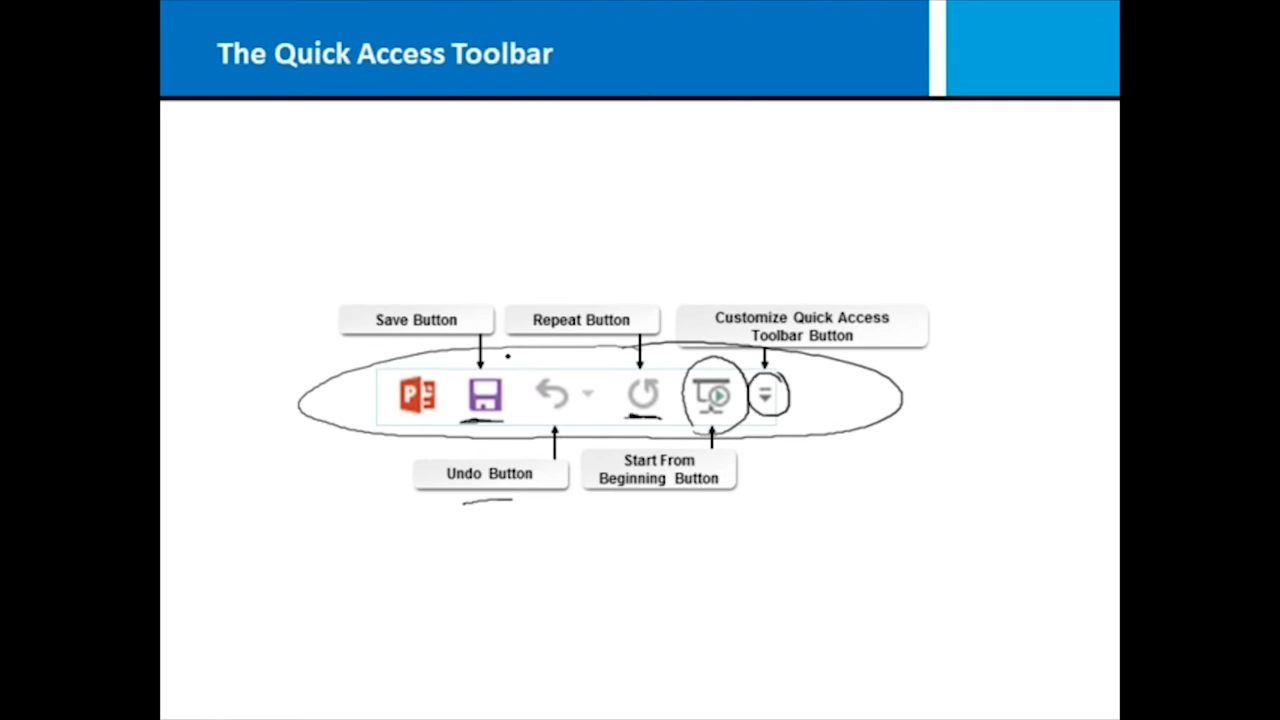 The Quick Access Toolbar
Save Button
Repeat Button
Customize Quick Access
Toolbar Button
P
Undo Button
Start From
Beginning Button